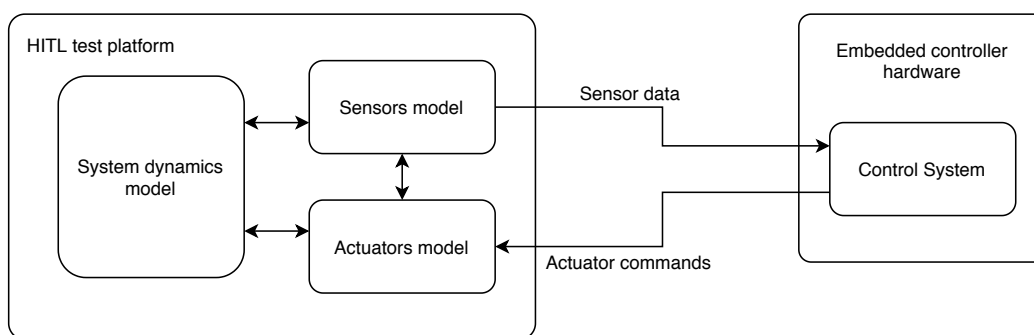 HITL test platform
System dynamics
model
Sensors model
Actuators model
Sensor data
Actuator commands
Embedded controller
hardware
Control System